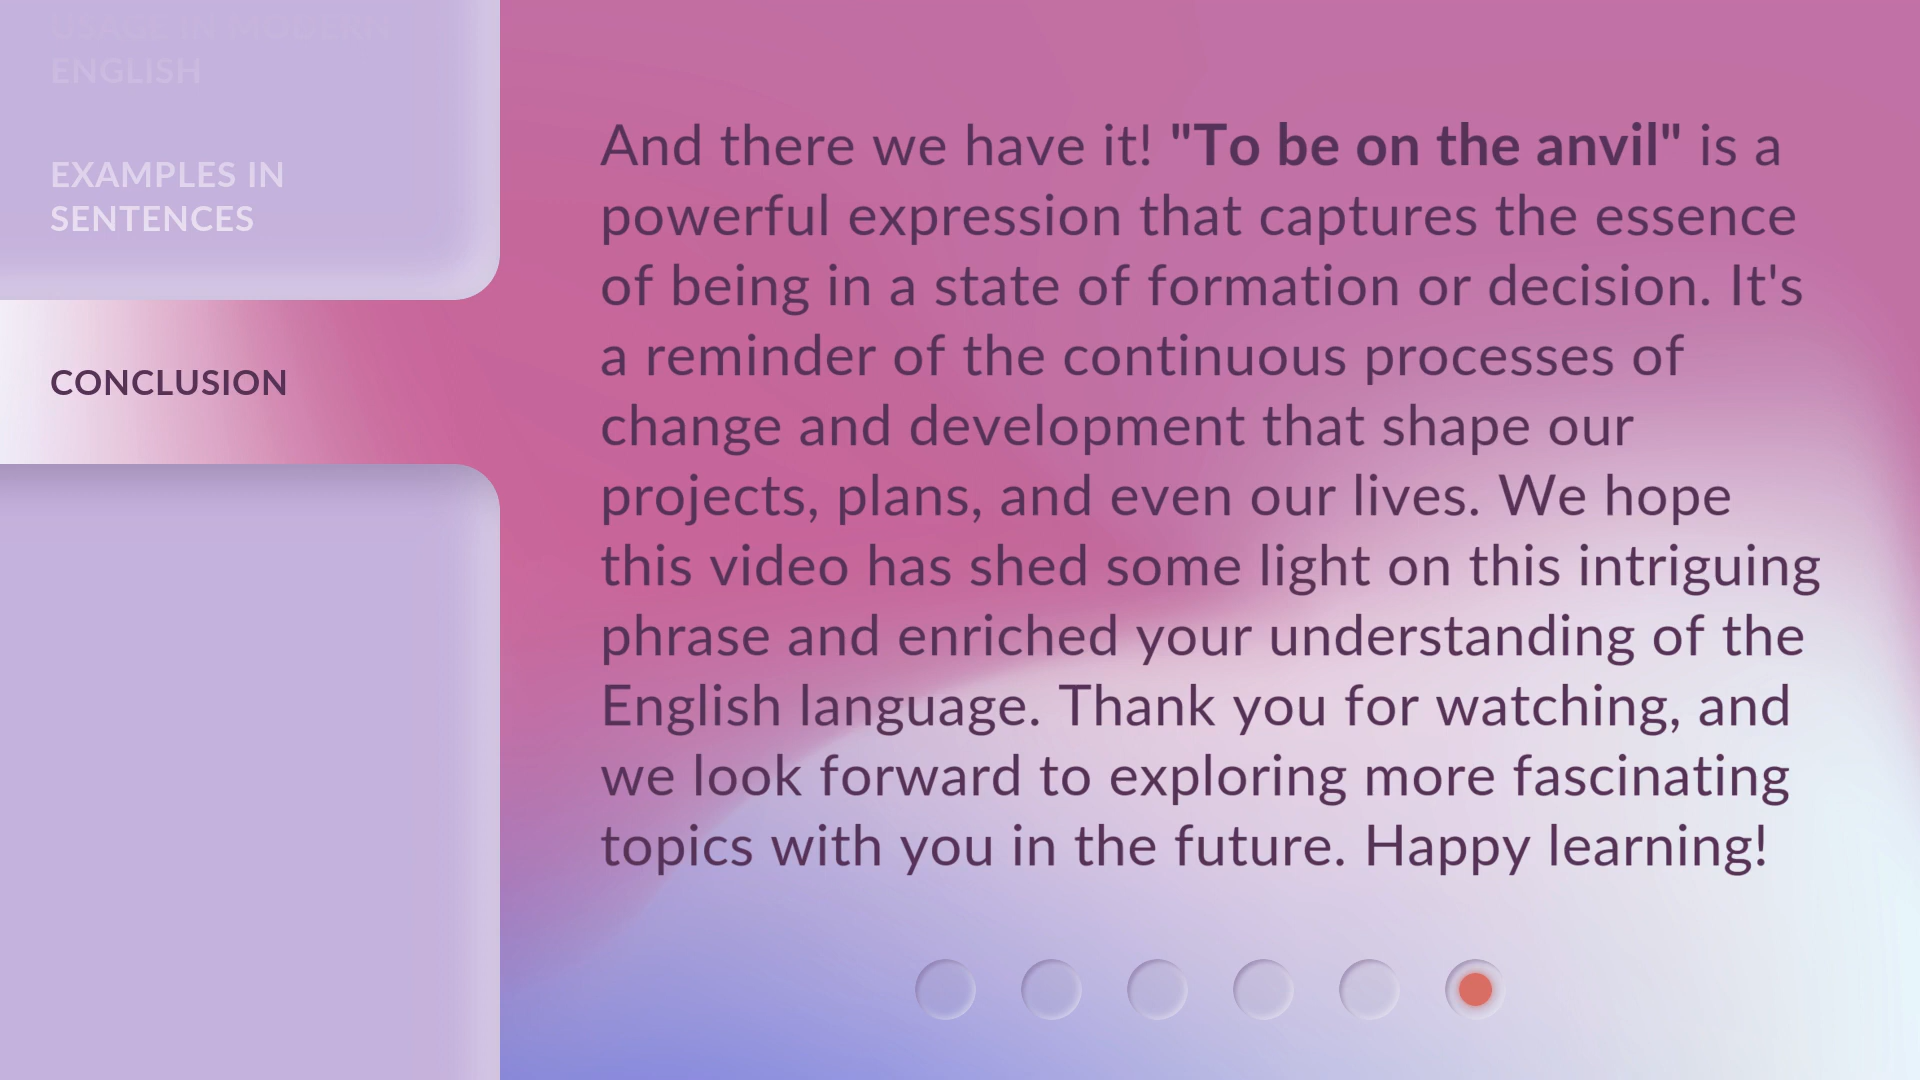 USAGE IN MODERN
ENGLISH
EXAMPLES IN
SENTENCES
CONCLUSION
And there we have it! "To be on the anvil" is a
powerful expression that captures the essence
of being in a state of formation or decision. It's
a reminder of the continuous processes of
change and development that shape our
projects, plans, and even our lives. We hope
this video has shed some light on this intriguing
phrase and enriched your understanding of the
English language. Thank you for watching, and
we look forward to exploring more fascinating
topics with you in the future. Happy learning!